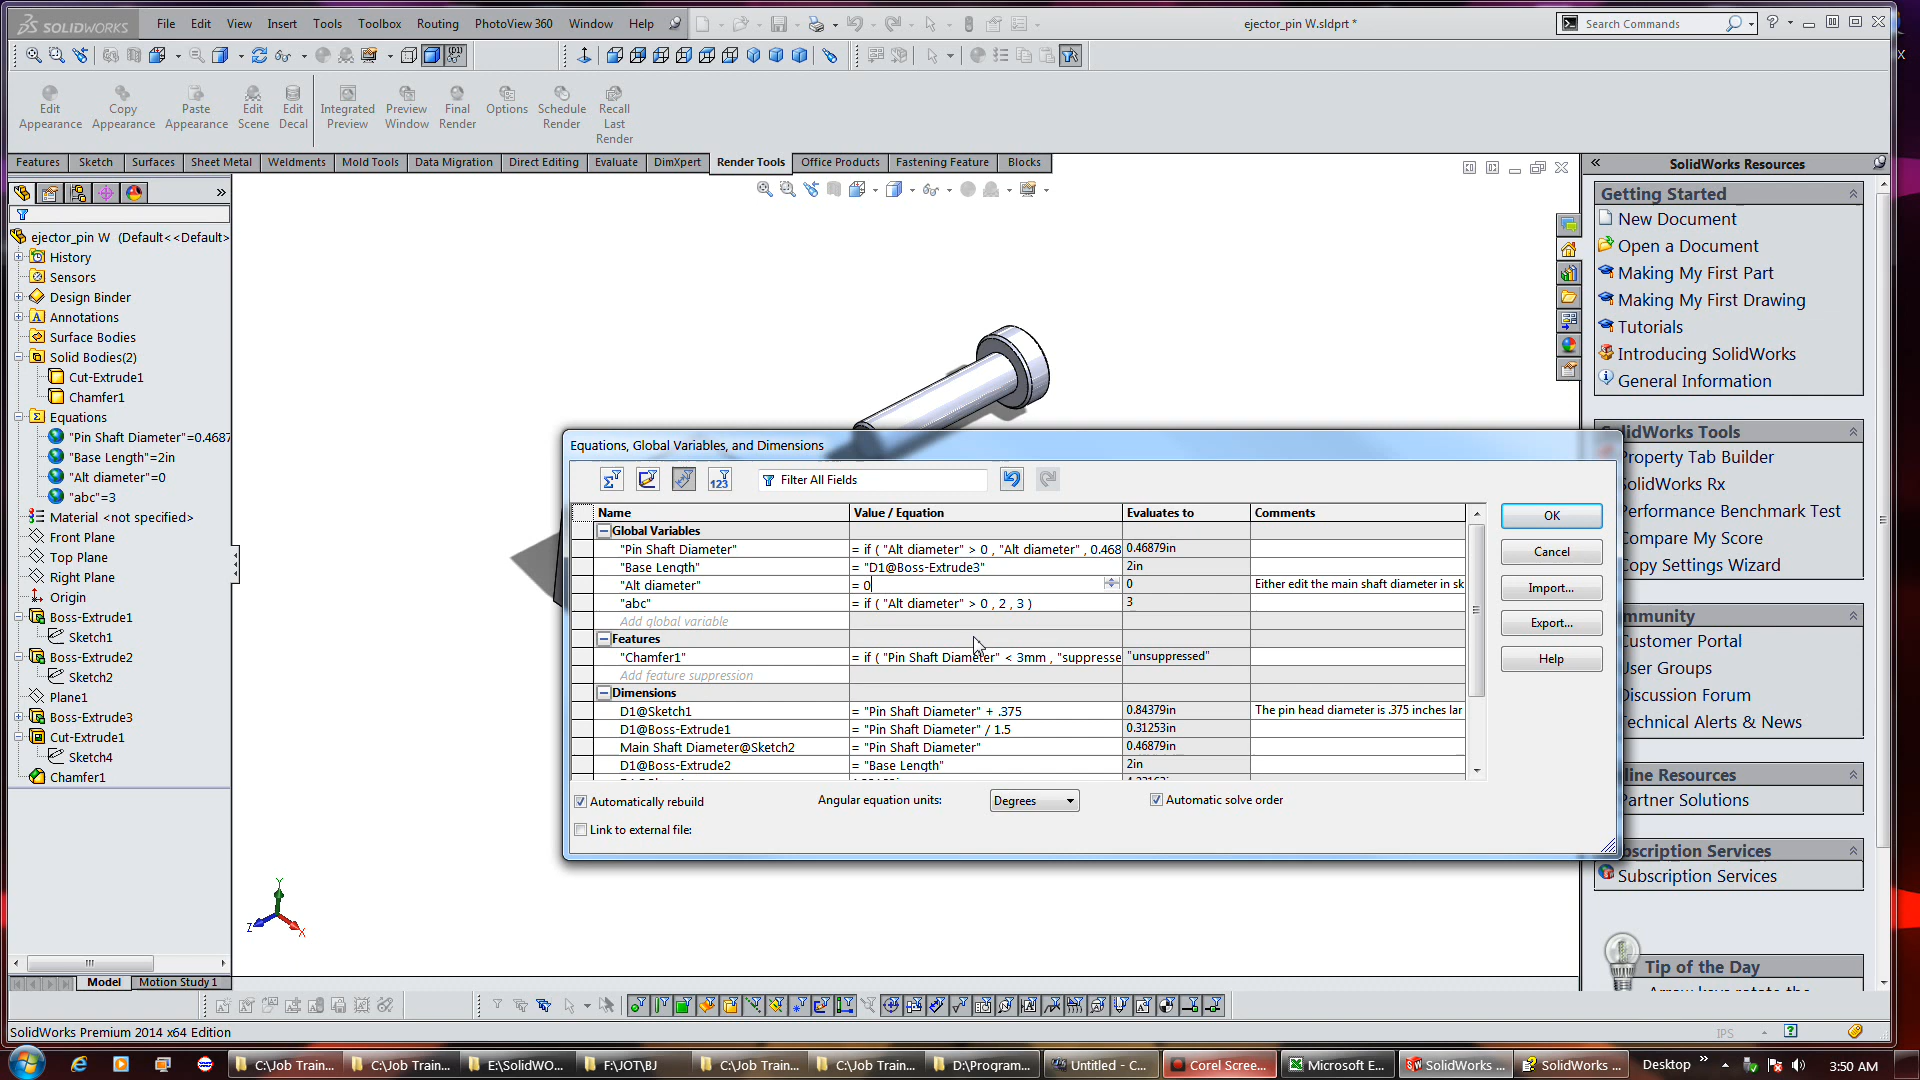 SOLIDWORKS
File Edit View Insert Tools Toolbox Routing PhotoView 360 Window Help
ejector_pin W.sldprt *
Search Commands
Edit Appearance
Copy Appearance
Paste Appearance
Edit Scene
Edit Decal
Integrated Preview
Preview Window
Final Render
Options
Schedule Render
Recall Last Render
Features Sketch Surfaces Sheet Metal Weldments Mold Tools Data Migration Direct Editing Evaluate DimXpert Render Tools Office Products Fastening Feature Blocks
ejector_pin W (Default<<Default>
History
Sensors
Design Binder
Annotations
Surface Bodies
Solid Bodies(2)
Cut-Extrude1
Chamfer1
Equations
"Pin Shaft Diameter"=0.4687
"Base Length"=2in
"Alt diameter"=0
"abc"=3
Material <not specified>
Front Plane
Top Plane
Right Plane
Origin
Boss-Extrude1
Sketch1
Boss-Extrude2
Sketch2
Plane1
Boss-Extrude3
Cut-Extrude1
Sketch4
Chamfer1
Equations, Global Variables, and Dimensions
Filter All Fields
Name Value / Equation Evaluates to Comments
Global Variables
"Pin Shaft Diameter" = if ( "Alt diameter" > 0 , "Alt diameter" , 0.468 0.46879in
"Base Length" = "D1@Boss-Extrude3" 2in
"Alt diameter" = 0 0 Either edit the main shaft diameter in sk
"abc" = if ( "Alt diameter" > 0 , 2 , 3 ) 3
Add global variable
Features
"Chamfer1" = if ( "Pin Shaft Diameter" < 3mm , "suppresse "unsuppressed"
Add feature suppression
Dimensions
D1@Sketch1 = "Pin Shaft Diameter" + .375 0.84379in The pin head diameter is .375 inches lar
D1@Boss-Extrude1 = "Pin Shaft Diameter" / 1.5 0.31253in
Main Shaft Diameter@Sketch2 = "Pin Shaft Diameter" 0.46879in
D1@Boss-Extrude2 = "Base Length" 2in
Automatically rebuild Angular equation units: Degrees Automatic solve order
Link to external file:
OK
Cancel
Import...
Export...
Help
SolidWorks Resources
Getting Started
New Document
Open a Document
Making My First Part
Making My First Drawing
Tutorials
Introducing SolidWorks
General Information
SolidWorks Tools
Property Tab Builder
SolidWorks Rx
Performance Benchmark Test
Compare My Score
Copy Settings Wizard
mmunity
Customer Portal
User Groups
Discussion Forum
Technical Alerts & News
line Resources
Partner Solutions
bscription Services
Subscription Services
Tip of the Day
Y
Z
X
Model Motion Study 1
SolidWorks Premium 2014 x64 Edition
IPS
C:\Job Train... C:\Job Train... E:\SolidWO... F:\JOT\BJ C:\Job Train... C:\Job Train... D:\Program... Untitled - C... Corel Scree... Microsoft E... SolidWorks ... SolidWorks ... Desktop 3:50 AM